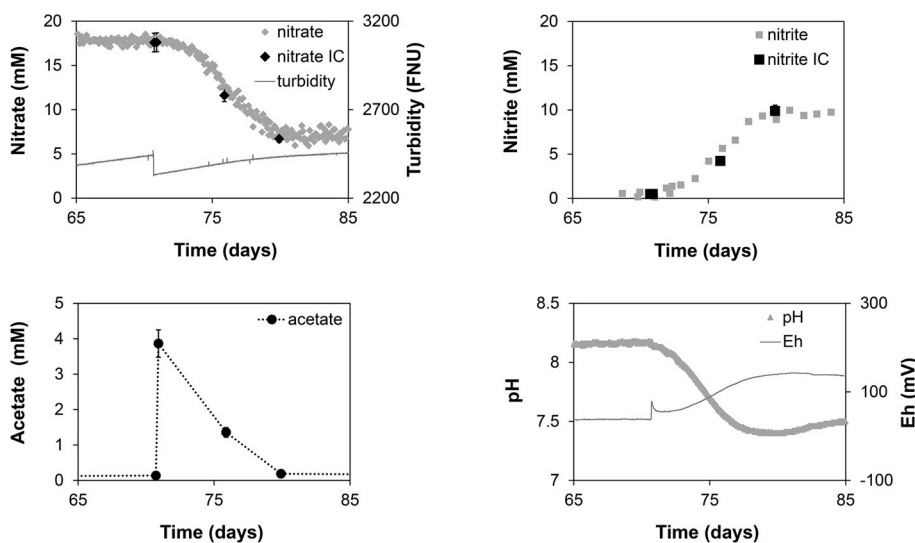 20
15
10
5
0
Nitrate (mM)
nitrate
nitrate IC
turbidity
3200
2700
2200
Turbidity (FNU)
65 75 85
Time (days)
20
15
10
5
0
Nitrite (mM)
nitrite
nitrite IC
65 75 85
Time (days)
5
4
3
2
1
0
Acetate (mM)
acetate
65 75 85
Time (days)
8.5
8
7.5
7
pH
pH
Eh
300
100
-100
Eh (mV)
65 75 85
Time (days)